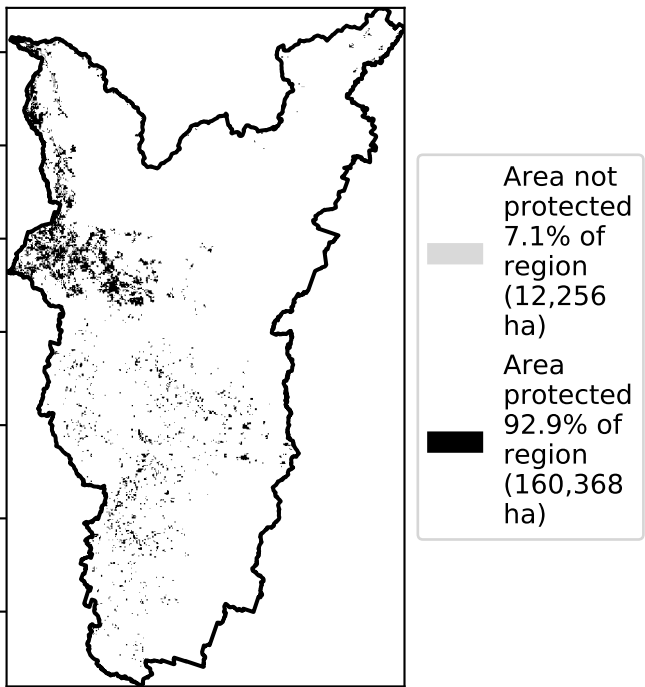 Area not
protected
7.1% of
region
(12,256
ha)
Area
protected
92.9% of
region
(160,368
ha)